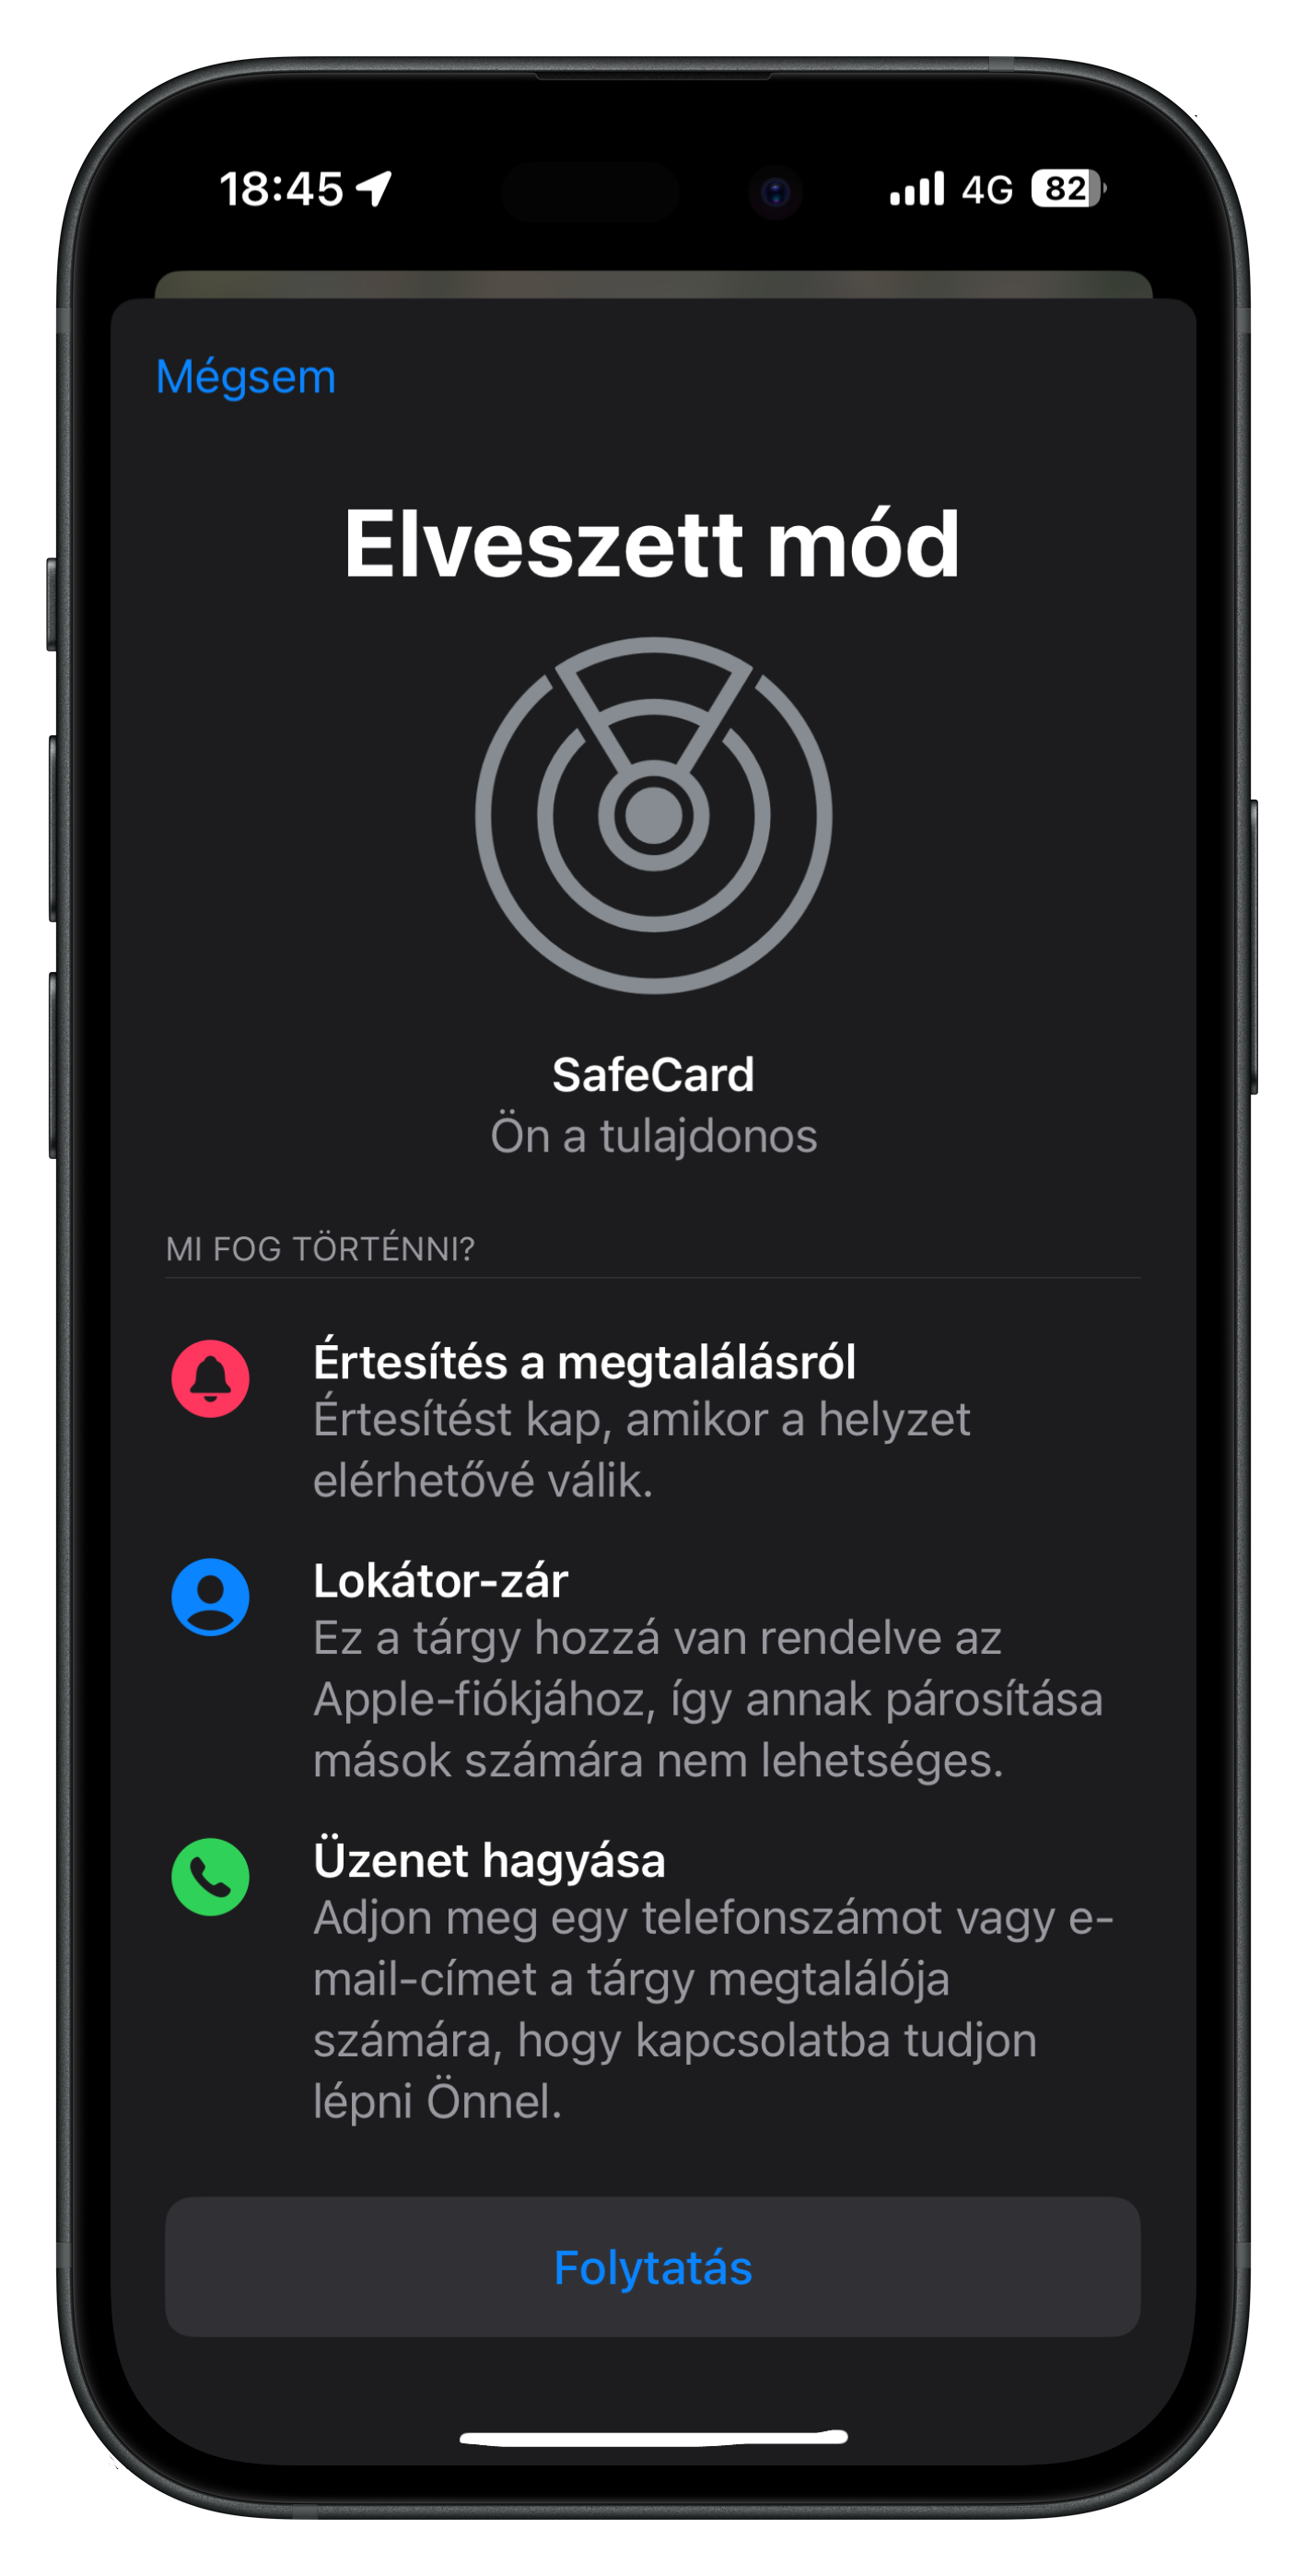 18:45 4G 82
Mégsem
Elveszett mód
SafeCard
Ön a tulajdonos
MI FOG TÖRTÉNNI?
Értesítés a megtalálásról
Értesítést kap, amikor a helyzet
elérhetővé válik.
Lokátor-zár
Ez a tárgy hozzá van rendelve az
Apple-fiókjához, így annak párosítása
mások számára nem lehetséges.
Üzenet hagyása
Adjon meg egy telefonszámot vagy e-
mail-címet a tárgy megtalálója
számára, hogy kapcsolatba tudjon
lépni Önnel.
Folytatás